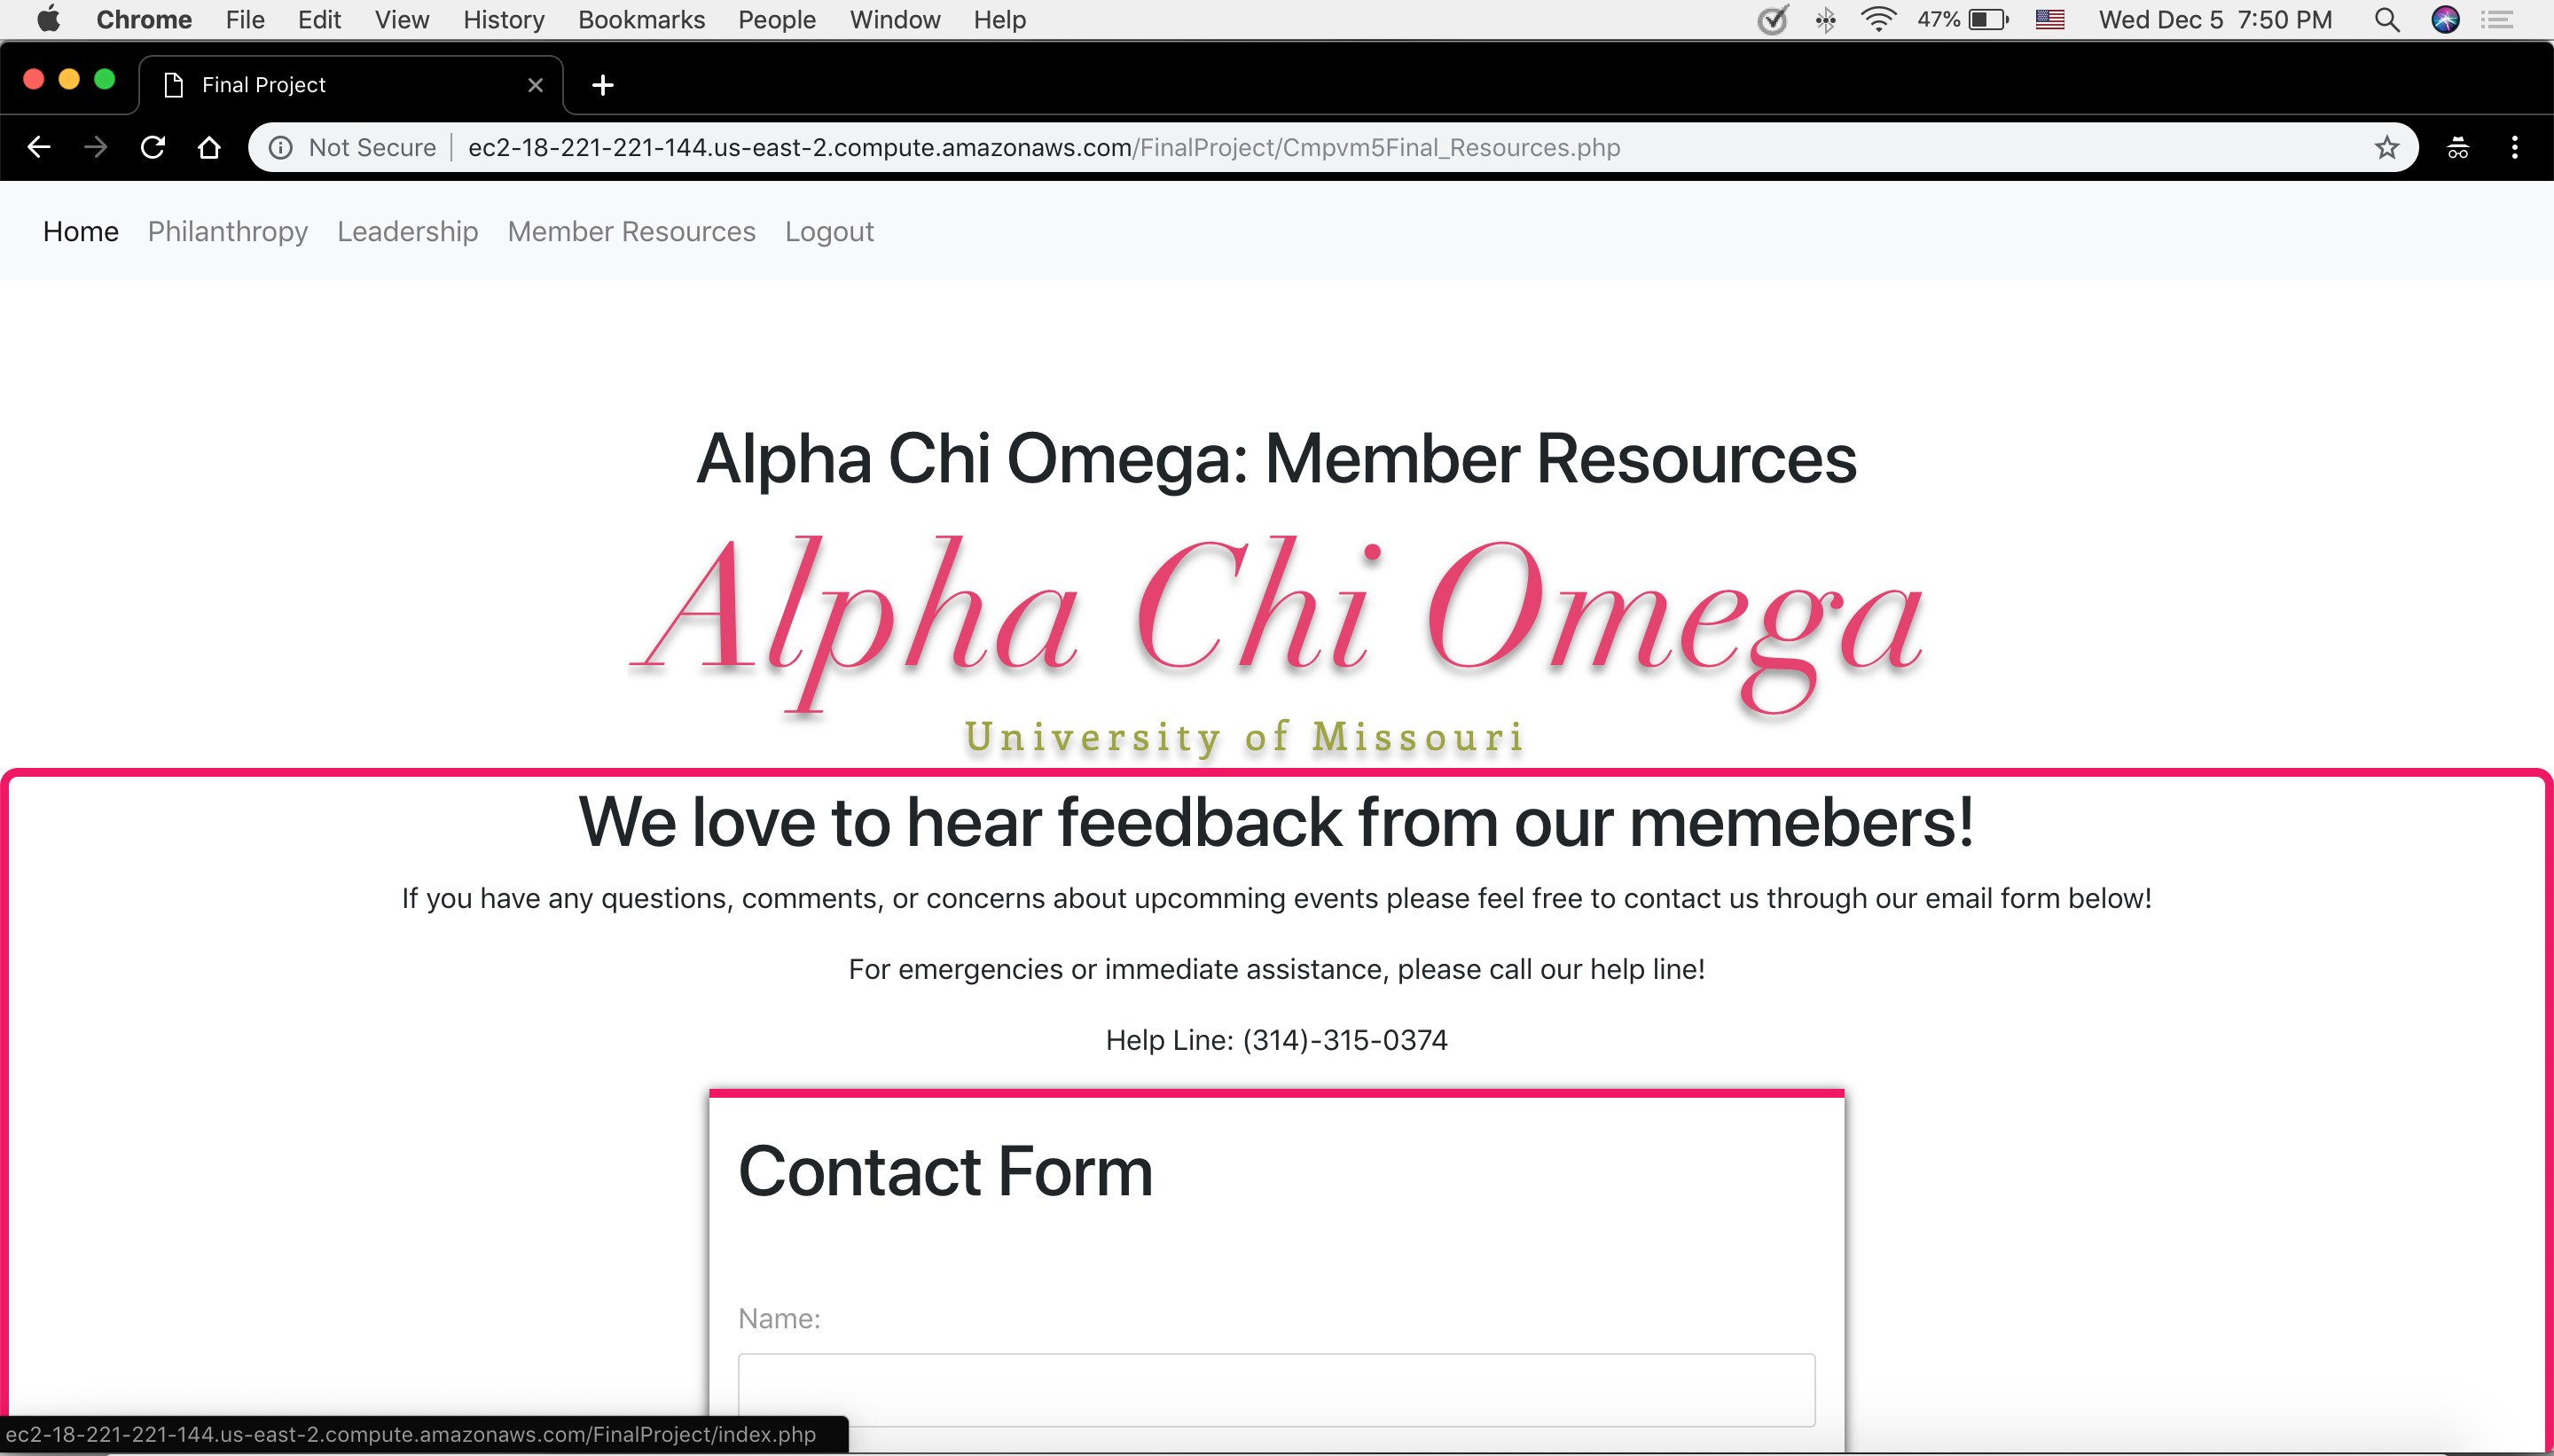 Chrome File Edit View History Bookmarks People Window Help 47% Wed Dec 5 7:50 PM
Final Project
Not Secure ec2-18-221-221-144.us-east-2.compute.amazonaws.com/FinalProject/Cmpvm5Final_Resources.php
Home Philanthropy Leadership Member Resources Logout
Alpha Chi Omega: Member Resources
Alpha Chi Omega
University of Missouri
We love to hear feedback from our memebers!
If you have any questions, comments, or concerns about upcomming events please feel free to contact us through our email form below!
For emergencies or immediate assistance, please call our help line!
Help Line: (314)-315-0374
Contact Form
Name:
ec2-18-221-221-144.us-east-2.compute.amazonaws.com/FinalProject/index.php